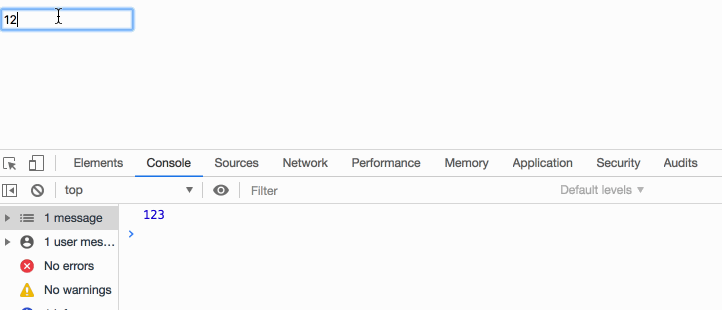 12
Elements Console Sources Network Performance Memory Application Security Audits
top Filter Default levels
1 message 123
1 user mes...
No errors
No warnings